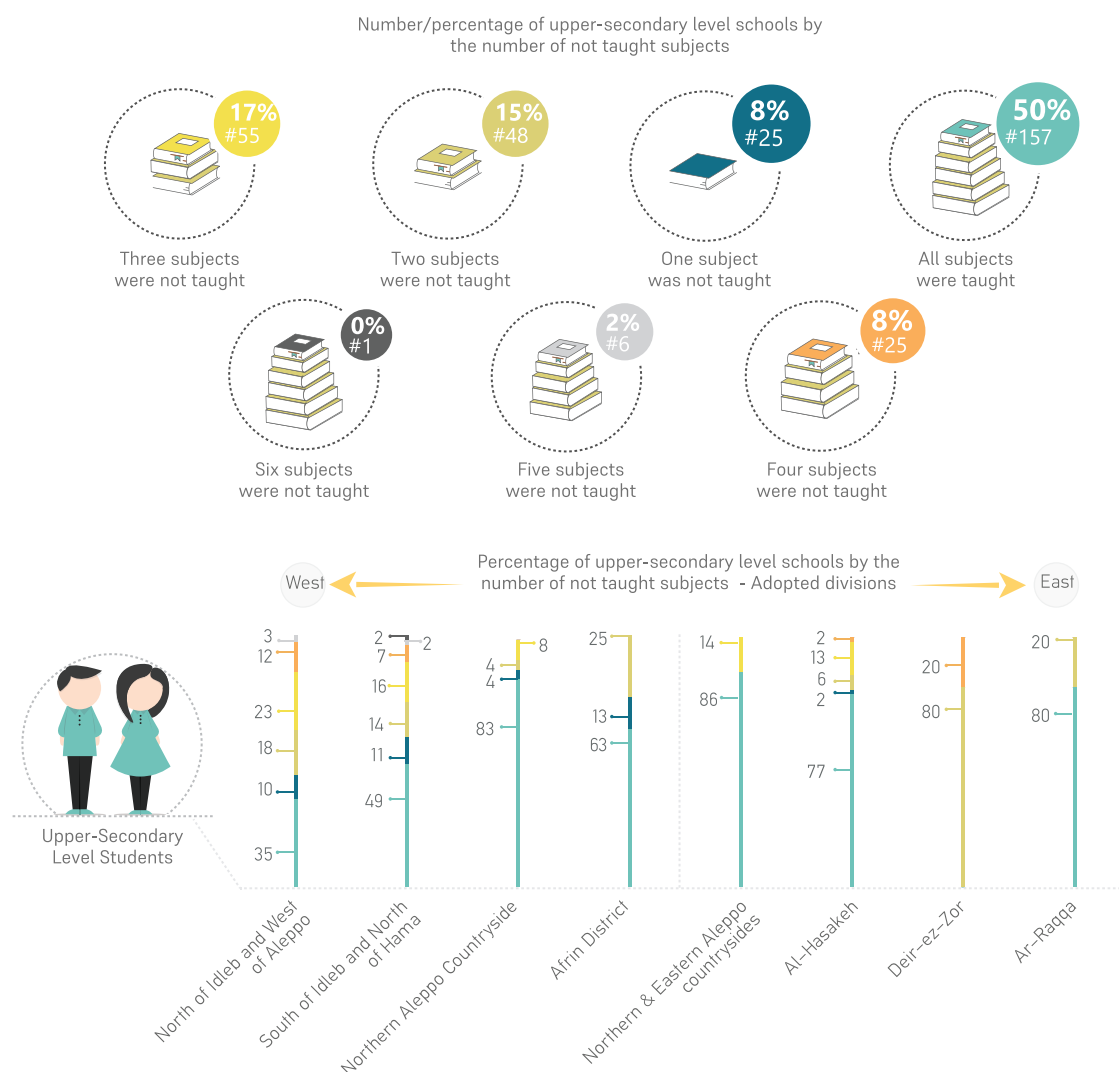 Number/percentage of upper-secondary level schools by
the number of not taught subjects
17%
#55
15%
#48
8%
#25
50%
#157
Three subjects
were not taught
Two subjects
were not taught
One subject
was not taught
All subjects
were taught
0%
#1
2%
#6
8%
#25
Six subjects
were not taught
Five subjects
were not taught
Four subjects
were not taught
West
Percentage of upper-secondary level schools by the
number of not taught subjects - Adopted divisions
East
Upper-Secondary
Level Students
3
12
23
18
10
35
2
2
7
16
14
11
49
8
4
4
83
25
13
63
14
86
2
13
6
2
77
20
80
20
80
North of Idleb and West
of Aleppo
South of Idleb and North
of Hama
Northern Aleppo Countryside
Afrin District
Northern & Eastern Aleppo
countrysides
Al-Hasakeh
Deir-ez-Zor
Ar-Raqqa